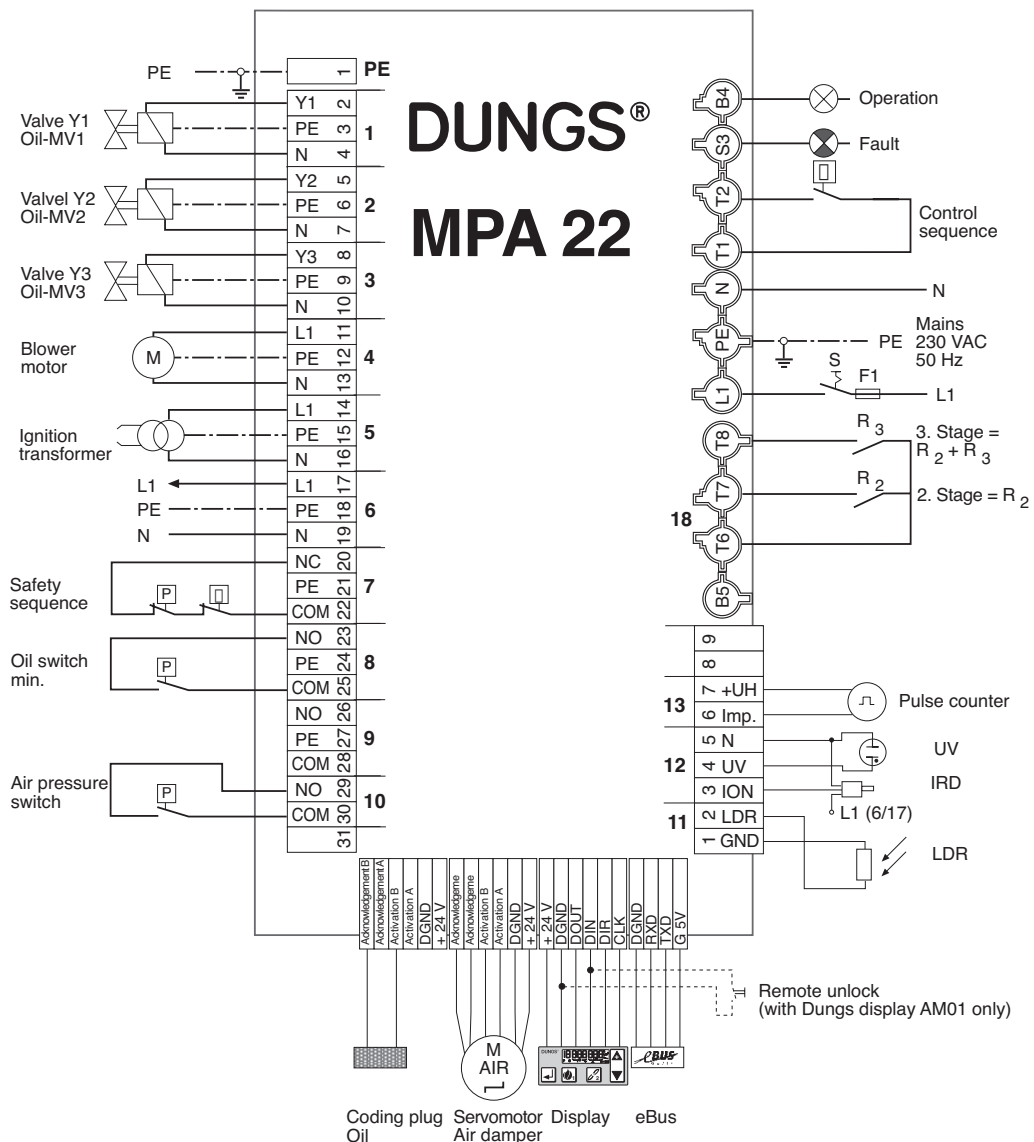 DUNGS®
MPA 22
PE
1 PE
Valve Y1
Oil-MV1
Y1 2
PE 3
N 4
1
Valvel Y2
Oil-MV2
Y2 5
PE 6
N 7
2
Valve Y3
Oil-MV3
Y3 8
PE 9
N 10
3
Blower
motor
M
L1 11
PE 12
N 13
4
Ignition
transformer
L1 14
PE 15
N 16
5
L1
PE
N
L1 17
PE 18
N 19
6
Safety
sequence
P
NC 20
PE 21
COM 22
7
Oil switch
min.
P
NO 23
PE 24
COM 25
8
NO 26
PE 27
COM 28
9
Air pressure
switch
P
NO 29
COM 30
31
10
B4
Operation
S3
Fault
T2
T1
Control
sequence
N
N
PE
PE
Mains
230 VAC
50 Hz
L1
S
F1
L1
T8
R 3
3. Stage =
R 2 + R 3
T7
R 2
2. Stage = R 2
18
T6
B5
9
8
13
7 +UH
6 Imp.
Pulse counter
12
5 N
4 UV
3 ION
UV
IRD
L1 (6/17)
11
2 LDR
1 GND
LDR
Acknowledgement B
Acknowledgement A
Activation B
Activation A
DGND
+ 24 V
Acknowledgeme
Acknowledgeme
Activation B
Activation A
DGND
+ 24 V
+ 24 V
DGND
DOUT
DIN
DIR
CLK
DGND
RXD
TXD
G 5V
Remote unlock
(with Dungs display AM01 only)
M
AIR
DUNGS®
eBUS
Coding plug
Oil
Servomotor
Air damper
Display
eBus